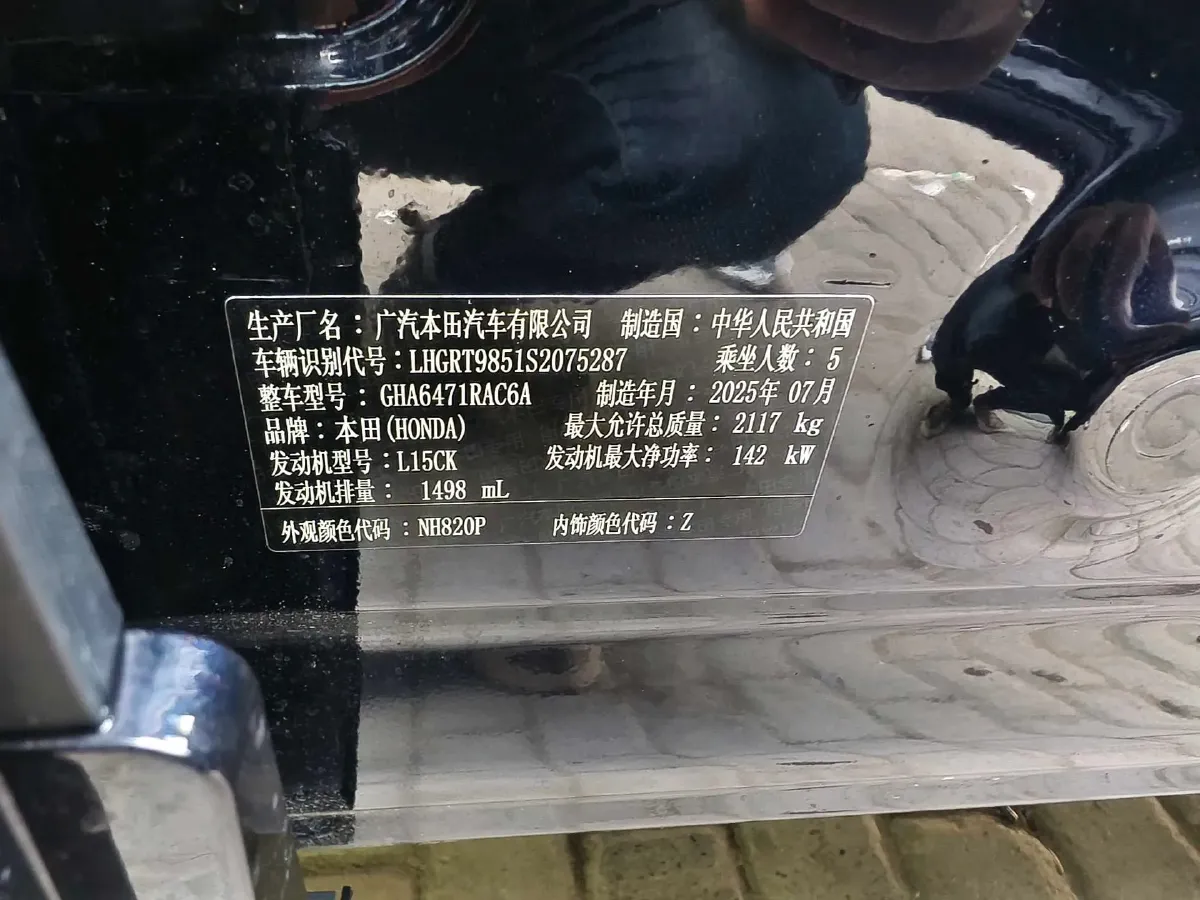 生产厂名：广汽本田汽车有限公司 制造国：中华人民共和国
车辆识别代号：LHGRT9851S2075287 乘坐人数：5
整车型号：GHA6471RAC6A 制造年月：2025年 07月
品牌：本田(HONDA) 最大允许总质量：2117 kg
发动机型号：L15CK 发动机最大净功率：142 kW
发动机排量：1498 mL
外观颜色代码：NH820P 内饰颜色代码：Z